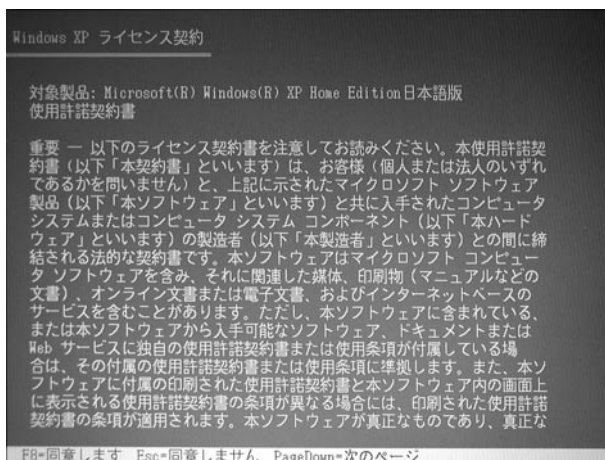 Windows XP ライセンス契約
対象製品: Microsoft(R) Windows(R) XP Home Edition日本語版
使用許諾契約書
重要 ― 以下のライセンス契約書を注意してお読みください。本使用許諾契
約書（以下「本契約書」といいます）は、お客様（個人または法人のいずれ
であるかを問いません）と、上記に示されたマイクロソフト ソフトウェア
製品（以下「本ソフトウェア」といいます）と共に入手されたコンピュータ
システムまたはコンピュータ システム コンポーネント（以下「本ハード
ウェア」といいます）の製造者（以下「本製造者」といいます）との間に締
結される法的な契約書です。本ソフトウェアはマイクロソフト コンピュー
タ ソフトウェアを含み、それに関連した媒体、印刷物（マニュアルなどの
文書）、オンライン文書または電子文書、およびインターネットベースの
サービスを含むことがあります。ただし、本ソフトウェアに含まれている、
または本ソフトウェアから入手可能なソフトウェア、ドキュメントまたは
Web サービスに独自の使用許諾契約書または使用条項が付属している場
合は、その付属の使用許諾契約書または使用条項に準拠します。また、本ソ
フトウェアに付属の印刷された使用許諾契約書と本ソフトウェア内の画面上
に表示される使用許諾契約書の条項が異なる場合には、印刷された使用許諾
契約書の条項が適用されます。本ソフトウェアが真正なものであり、真正な
F8=同意します Esc=同意しません PageDown=次のページ